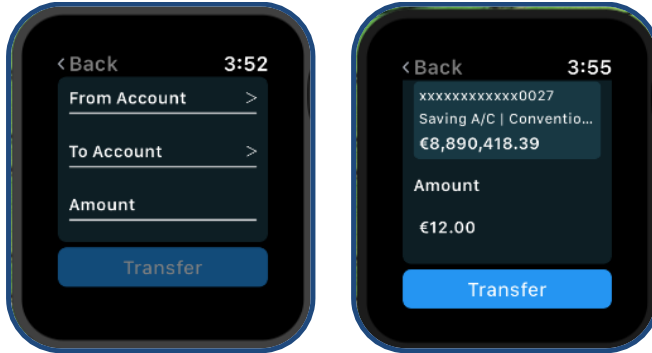 <Back 3:52
From Account >
To Account >
Amount
Transfer
<Back 3:55
xxxxxxxxxxxx0027
Saving A/C | Conventio...
€8,890,418.39
Amount
€12.00
Transfer